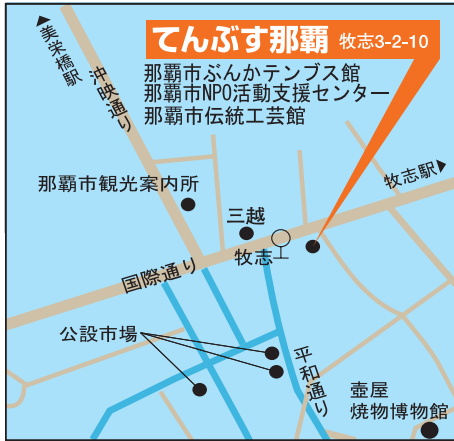 てんぶす那覇 牧志3-2-10
那覇市ぶんかテンブス館
那覇市NPO活動支援センター
那覇市伝統工芸館
美栄橋駅
沖映通り
牧志駅
那覇市観光案内所
三越
牧志
国際通り
公設市場
平和通り
壺屋
焼物博物館